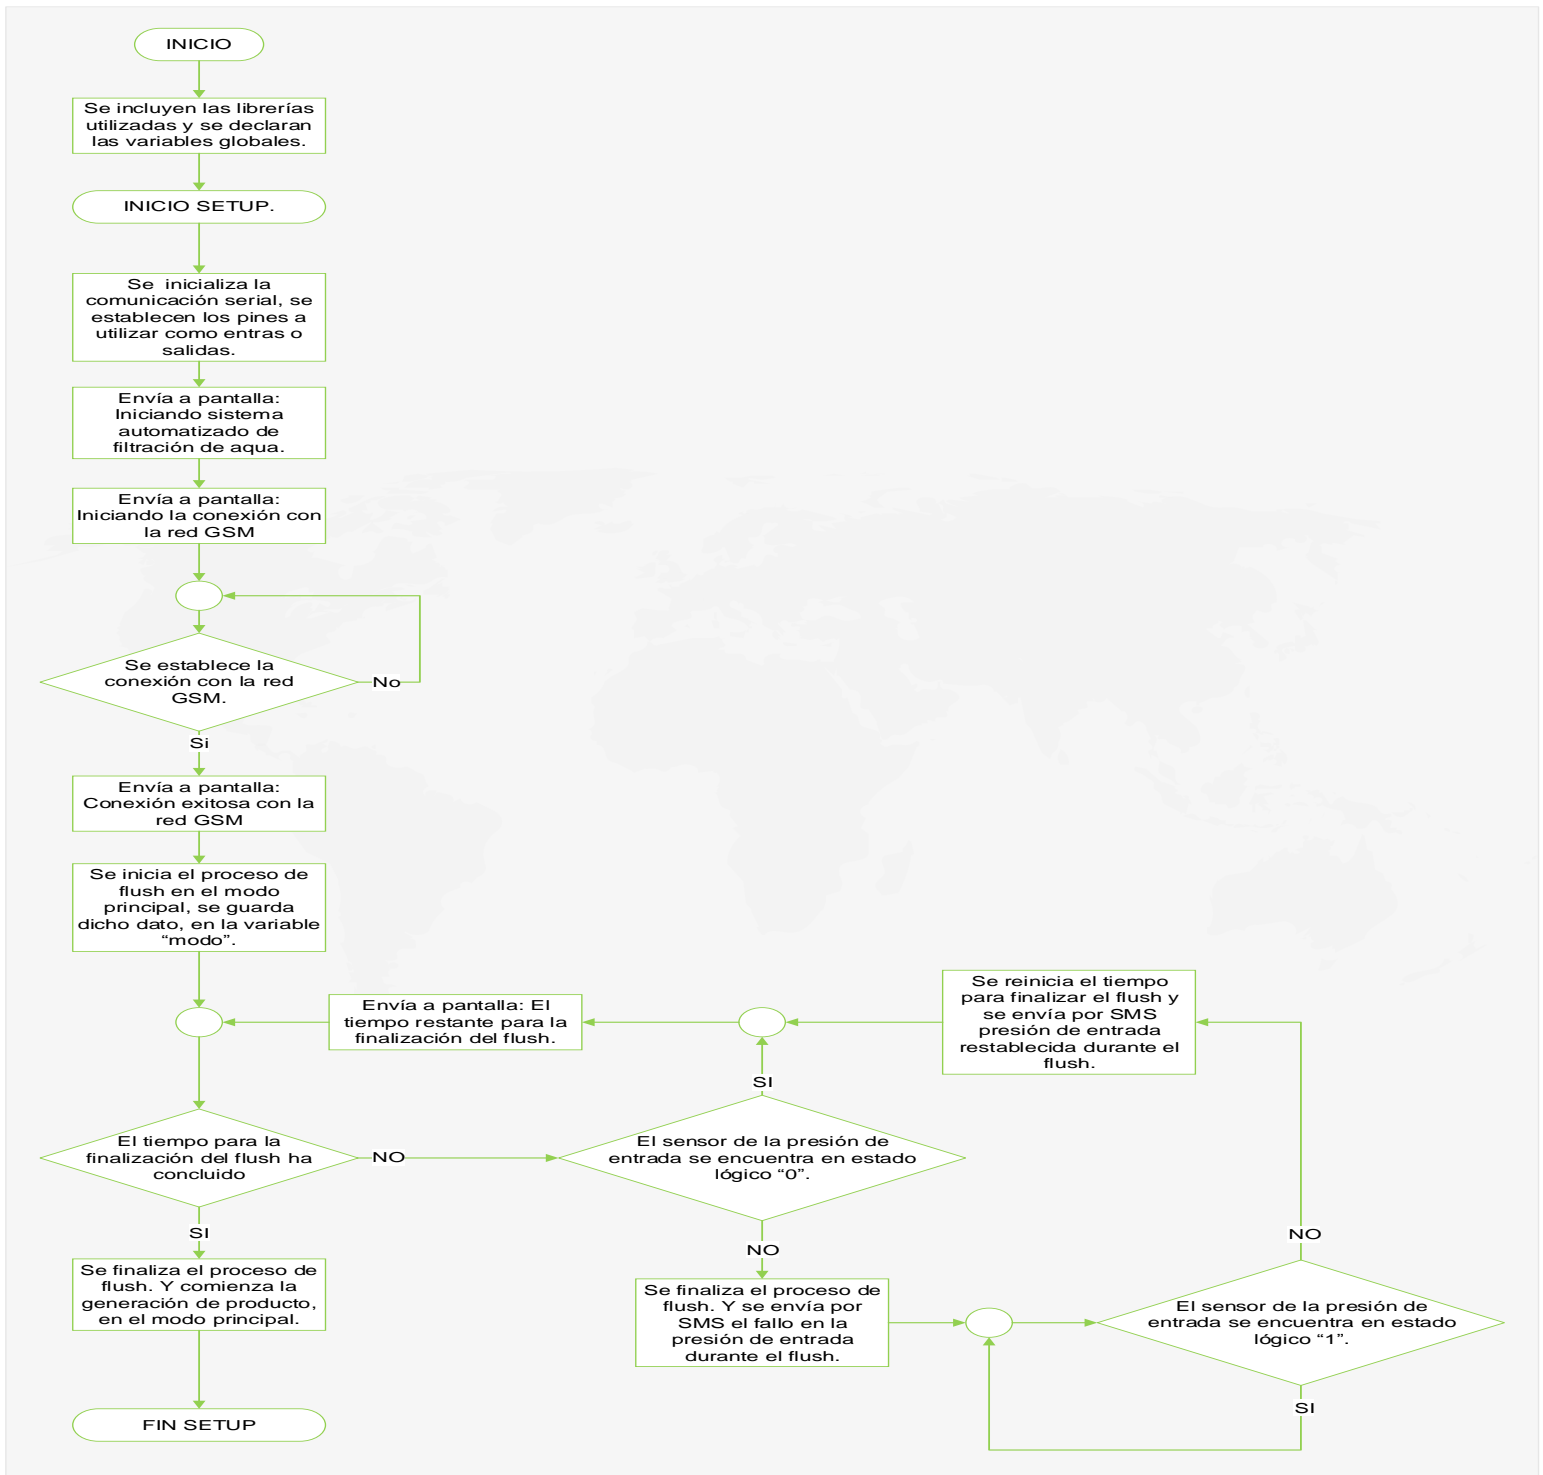 INICIO
Se incluyen las librerías
utilizadas y se declaran
las variables globales.
INICIO SETUP.
Se inicializa la
comunicación serial, se
establecen los pines a
utilizar como entras o
salidas.
Envía a pantalla:
Iniciando sistema
automatizado de
filtración de aqua.
Envía a pantalla:
Iniciando la conexión con
la red GSM
Se establece la
conexión con la red
GSM.
No
Si
Envía a pantalla:
Conexión exitosa con la
red GSM
Se inicia el proceso de
flush en el modo
principal, se guarda
dicho dato, en la variable
“modo”.
Envía a pantalla: El
tiempo restante para la
finalización del flush.
Se reinicia el tiempo
para finalizar el flush y
se envía por SMS
presión de entrada
restablecida durante el
flush.
El tiempo para la
finalización del flush ha
concluido
NO
SI
El sensor de la presión de
entrada se encuentra en estado
lógico “0”.
SI
NO
Se finaliza el proceso de
flush. Y comienza la
generación de producto,
en el modo principal.
Se finaliza el proceso de
flush. Y se envía por
SMS el fallo en la
presión de entrada
durante el flush.
NO
El sensor de la presión de
entrada se encuentra en estado
lógico “1”.
SI
FIN SETUP